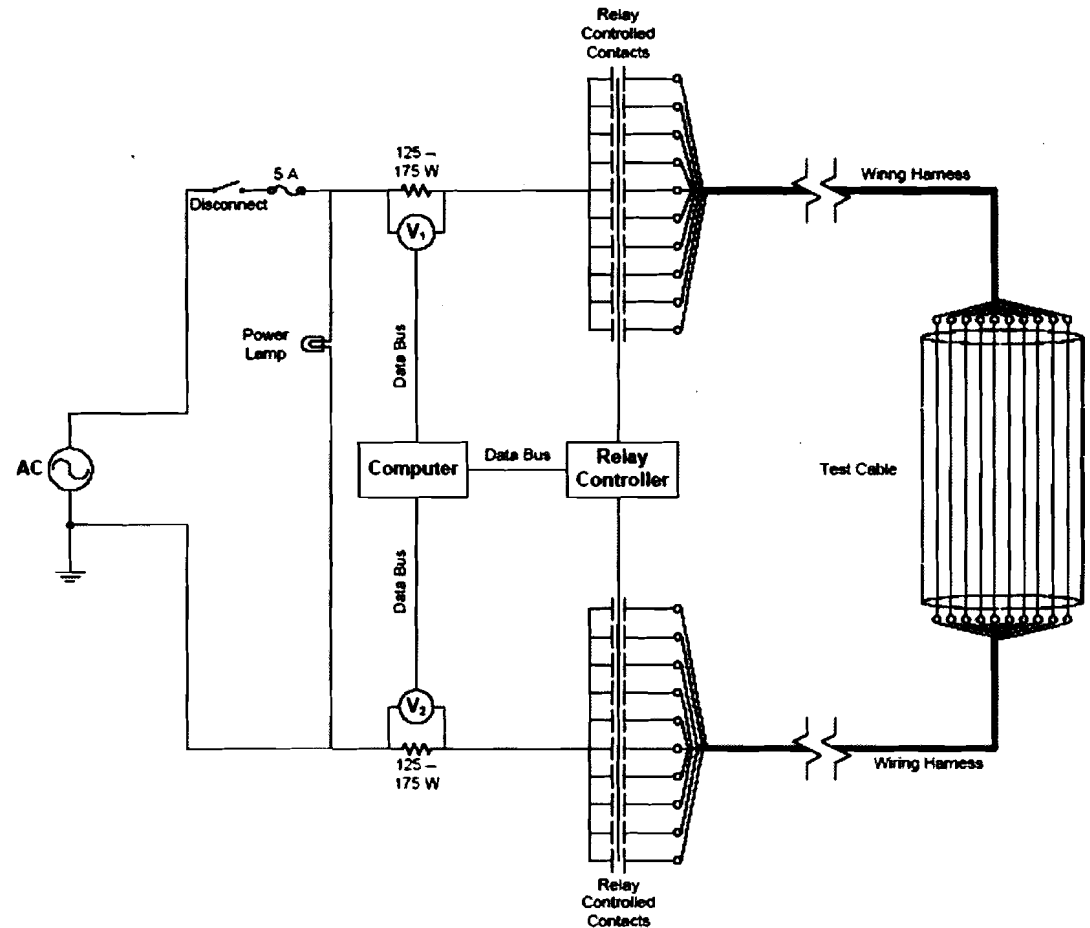 Relay
Controlled
Contacts
125 –
175 W
5 A
Disconnect
V1
Wiring Harness
Power
Lamp
Data Bus
AC
Computer
Data Bus
Relay
Controller
Test Cable
Data Bus
V2
125 –
175 W
Wiring Harness
Relay
Controlled
Contacts